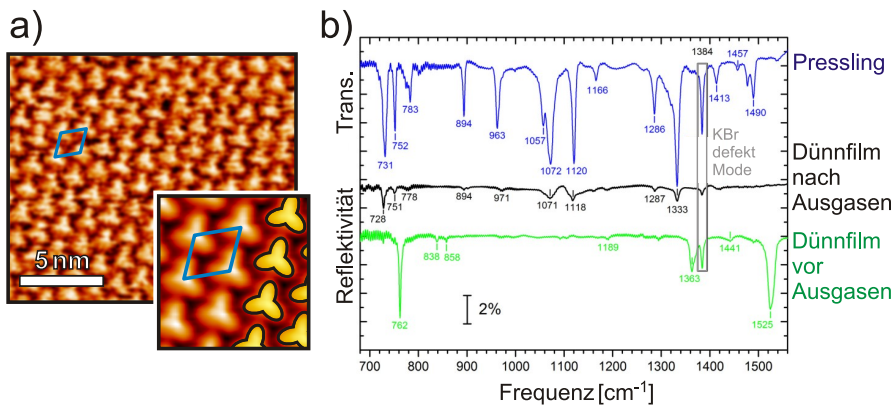 a)
5 nm
b)
Trans.
Reflektivität
1384
1457
Pressling
783
1166
1413
894
752
963
1057
1286
1490
731
1072
1120
KBr
defekt
Mode
Dünnfilm
nach
Ausgasen
728
751
778
894
971
1071
1118
1287
1333
Dünnfilm
vor
Ausgasen
838
858
1189
1441
1363
2%
762
1525
700 800 900 1000 1100 1200 1300 1400 1500
Frequenz [cm⁻¹]